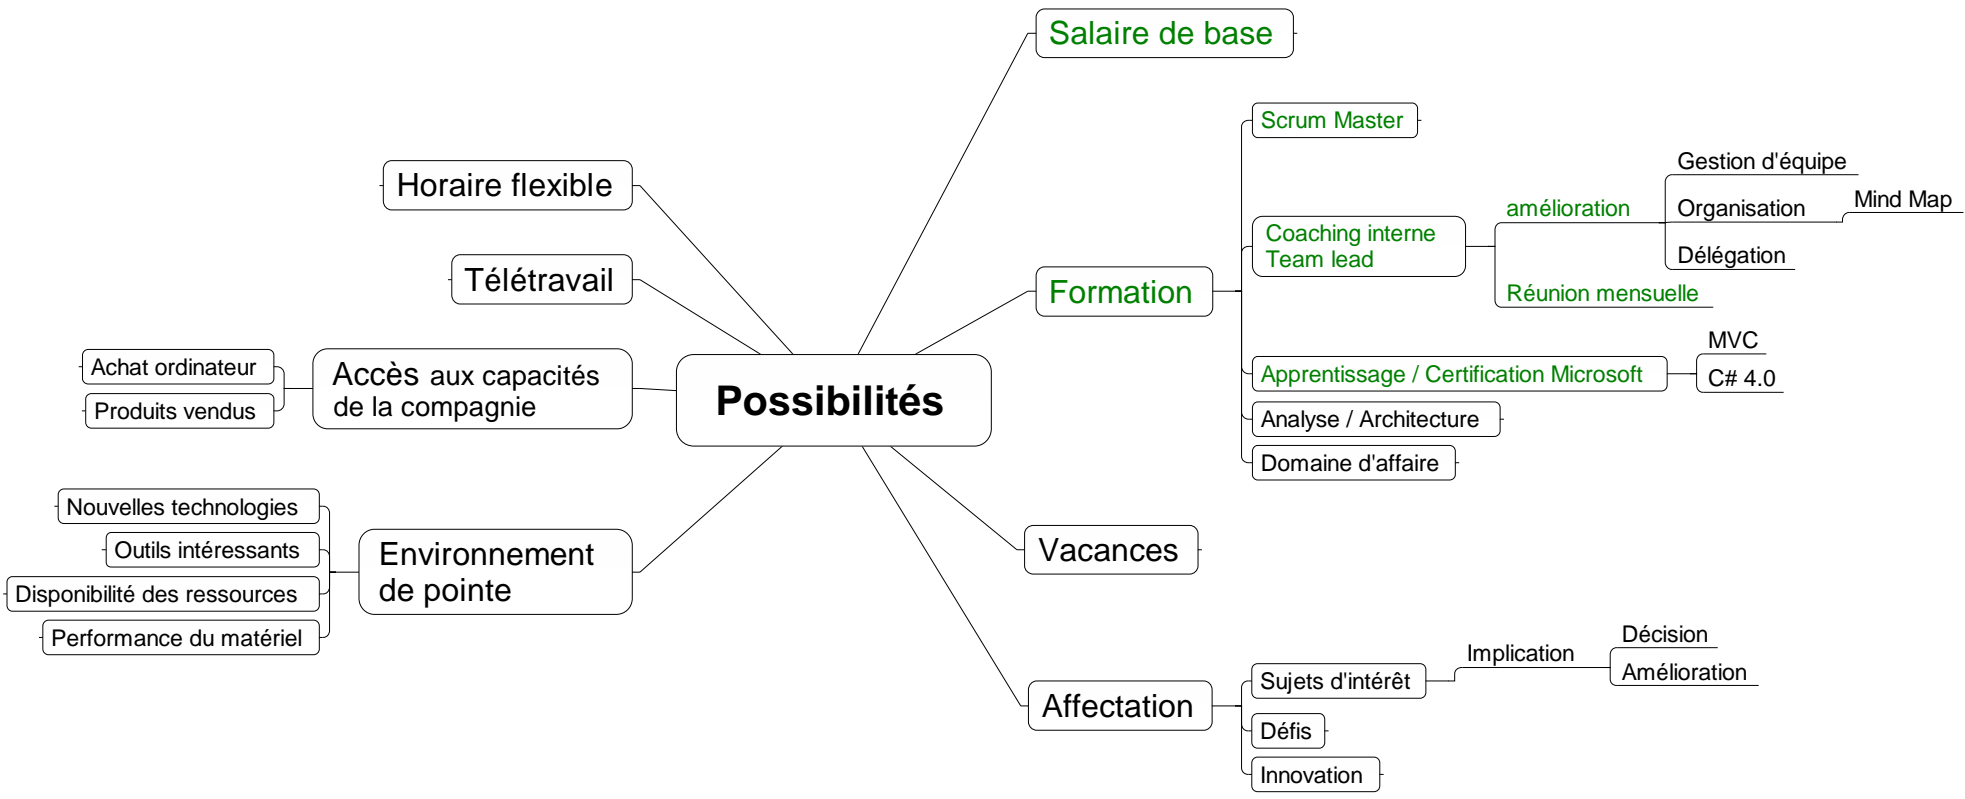 Possibilités
Salaire de base
Formation
Scrum Master
Coaching interne
Team lead
amélioration
Gestion d'équipe
Organisation
Mind Map
Délégation
Réunion mensuelle
Apprentissage / Certification Microsoft
MVC
C# 4.0
Analyse / Architecture
Domaine d'affaire
Vacances
Affectation
Sujets d'intérêt
Implication
Décision
Amélioration
Défis
Innovation
Horaire flexible
Télétravail
Accès aux capacités
de la compagnie
Achat ordinateur
Produits vendus
Environnement
de pointe
Nouvelles technologies
Outils intéressants
Disponibilité des ressources
Performance du matériel